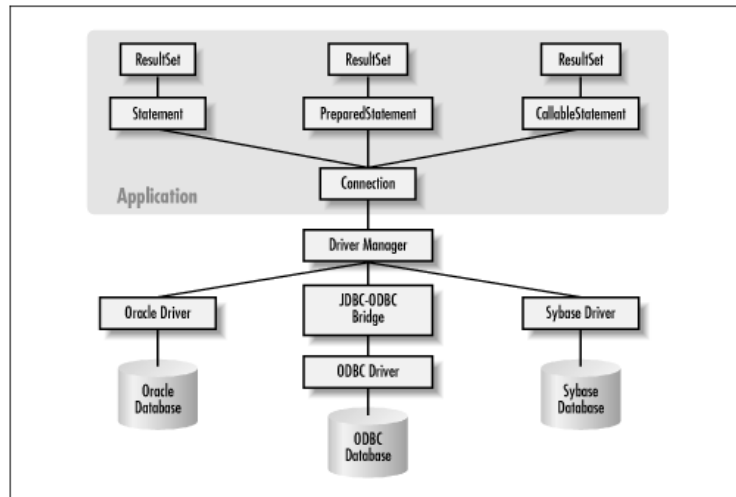 ResultSet
ResultSet
ResultSet
Statement
PreparedStatement
CallableStatement
Connection
Application
Driver Manager
Oracle Driver
JDBC-ODBC
Bridge
Sybase Driver
ODBC Driver
Oracle
Database
Sybase
Database
ODBC
Database